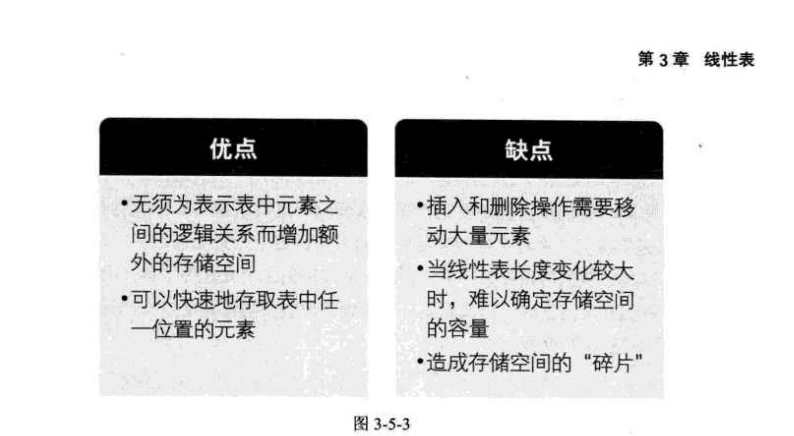 第 3 章 线性表
优点
•无须为表示表中元素之
间的逻辑关系而增加额
外的存储空间
•可以快速地存取表中任
一位置的元素
缺点
•插入和删除操作需要移
动大量元素
•当线性表长度变化较大
时，难以确定存储空间
的容量
•造成存储空间的“碎片”
图 3-5-3